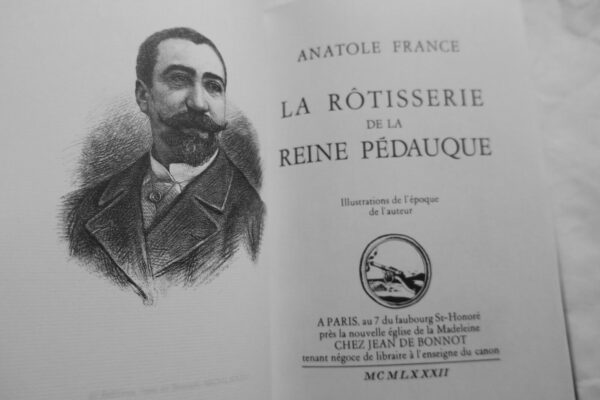 ANATOLE FRANCE
LA RÔTISSERIE
DE LA
REINE PÉDAUQUE
Illustrations de l'époque
de l'auteur
A PARIS, au 7 du faubourg St-Honoré
près la nouvelle église de la Madeleine
CHEZ JEAN DE BONNOT
tenant négoce de libraire à l'enseigne du canon
MCMLXXXII